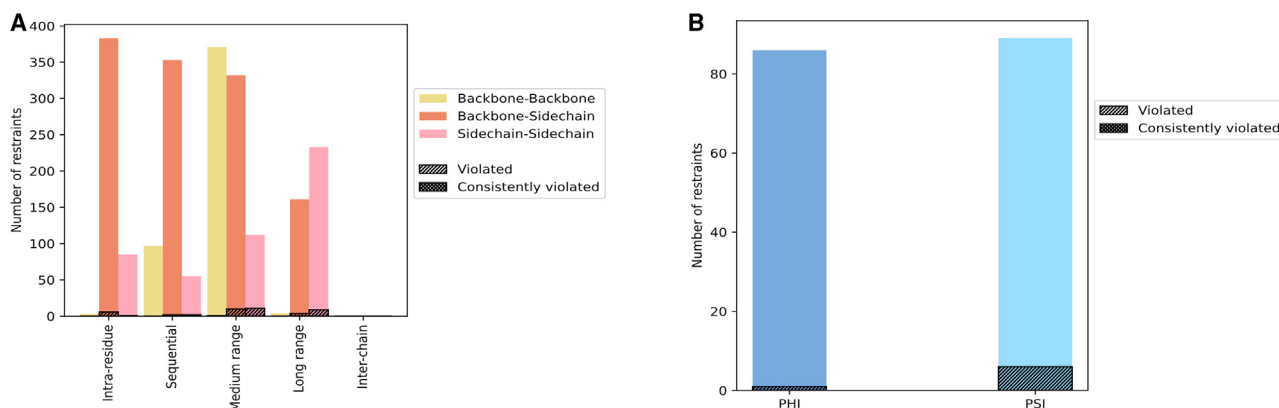 A
Number of restraints
400
350
300
250
200
150
100
50
0
Intra-residue
Sequential
Medium range
Long range
Inter-chain
Backbone-Backbone
Backbone-Sidechain
Sidechain-Sidechain
Violated
Consistently violated
B
Number of restraints
80
60
40
20
0
PHI
PSI
Violated
Consistently violated